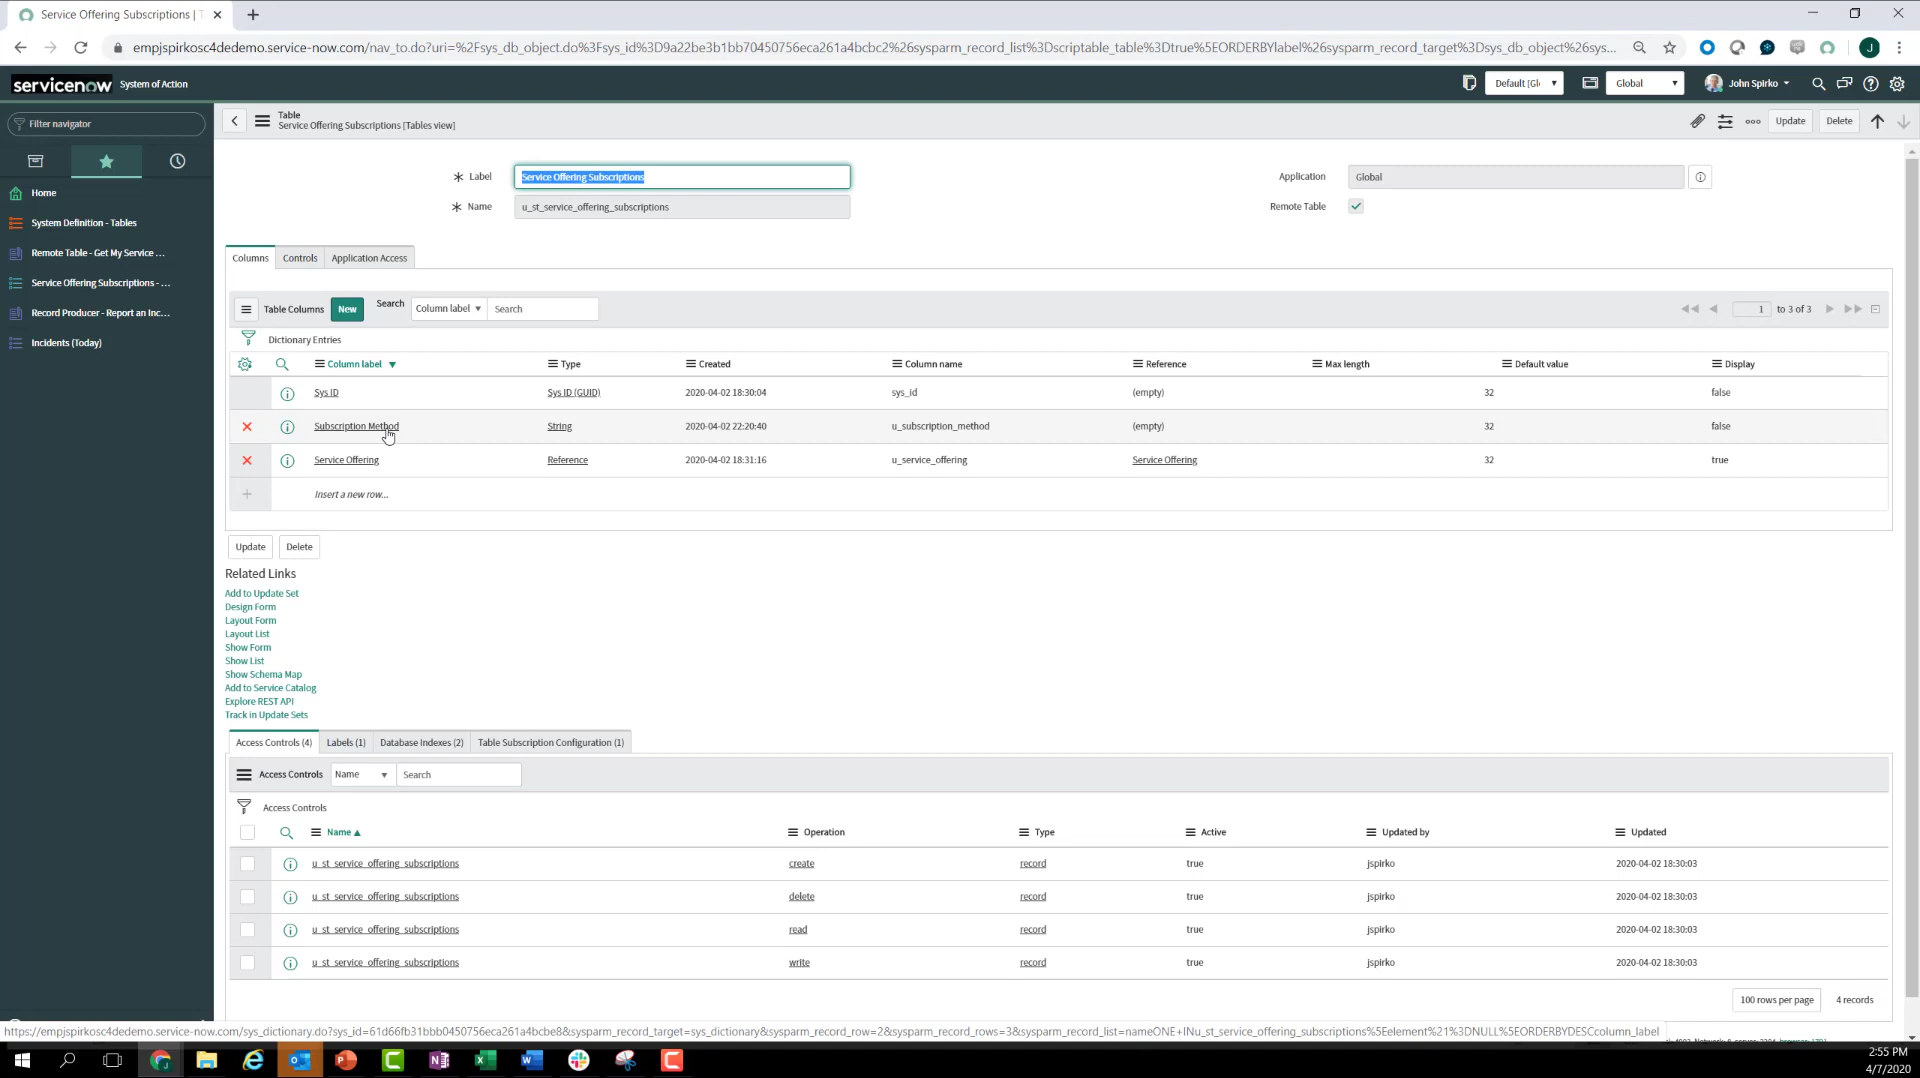 Service Offering Subscriptions | T
empjspirkosc4dedemo.service-now.com/nav_to.do?uri=%2Fsys_db_object.do%3Fsys_id%3D9a22be3b1bb70450756eca261a4bcbc2%26sysparm_record_list%3Dscriptable_table%3Dtrue%5EORDERBYlabel%26sysparm_record_target%3Dsys_db_object%26sys...
J
servicenow System of Action
Default [Gl
Global
John Spirko
Filter navigator
Table
Service Offering Subscriptions [Tables view]
Update
Delete
Home
System Definition - Tables
Remote Table - Get My Service ...
Service Offering Subscriptions - ...
Record Producer - Report an Inc...
Incidents (Today)
Label Service Offering Subscriptions
Application Global
Name u_st_service_offering_subscriptions
Remote Table
Columns Controls Application Access
Table Columns New Search Column label Search 1 to 3 of 3
Dictionary Entries
Column label Type Created Column name Reference Max length Default value Display
Sys ID Sys ID (GUID) 2020-04-02 18:30:04 sys_id (empty) 32 false
Subscription Method String 2020-04-02 22:20:40 u_subscription_method (empty) 32 false
Service Offering Reference 2020-04-02 18:31:16 u_service_offering Service Offering 32 true
Insert a new row...
Update Delete
Related Links
Add to Update Set
Design Form
Layout Form
Layout List
Show Form
Show List
Show Schema Map
Add to Service Catalog
Explore REST API
Track in Update Sets
Access Controls (4) Labels (1) Database Indexes (2) Table Subscription Configuration (1)
Access Controls Name Search
Access Controls
Name Operation Type Active Updated by Updated
u_st_service_offering_subscriptions create record true jspirko 2020-04-02 18:30:03
u_st_service_offering_subscriptions delete record true jspirko 2020-04-02 18:30:03
u_st_service_offering_subscriptions read record true jspirko 2020-04-02 18:30:03
u_st_service_offering_subscriptions write record true jspirko 2020-04-02 18:30:03
100 rows per page 4 records
https://empjspirkosc4dedemo.service-now.com/sys_dictionary.do?sys_id=61d66fb31bbb0450756eca261a4bcbe8&sysparm_record_target=sys_dictionary&sysparm_record_row=2&sysparm_record_rows=3&sysparm_record_list=nameONE+INu_st_service_offering_subscriptions%5Eelement%21%3DNULL%5EORDERBYDESCcolumn_label
2:55 PM
4/7/2020